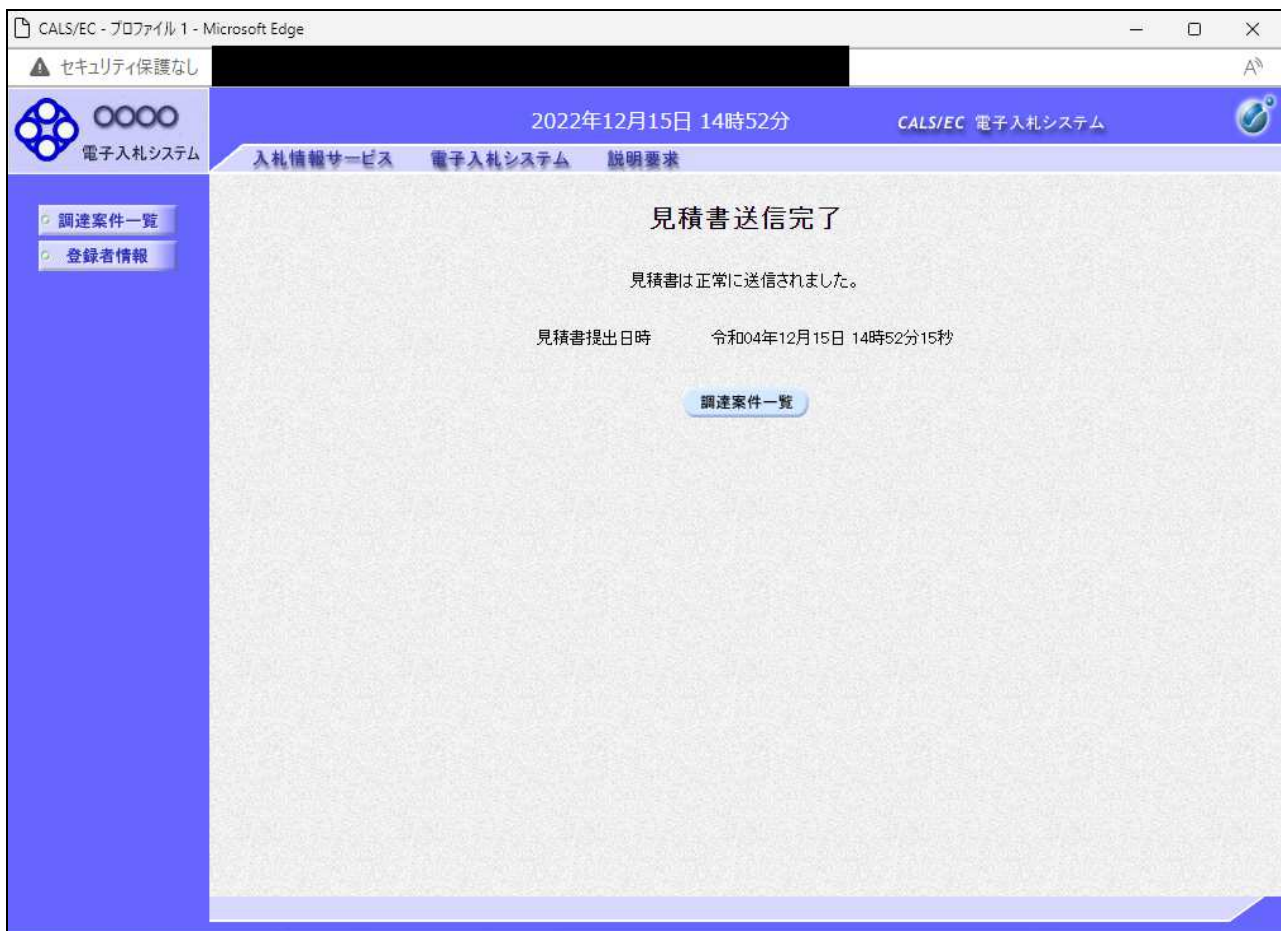 CALS/EC - プロファイル 1 - Microsoft Edge
セキュリティ保護なし
○○○○
電子入札システム
2022年12月15日 14時52分
CALS/EC 電子入札システム
入札情報サービス 電子入札システム 説明要求
調達案件一覧
登録者情報
見積書送信完了
見積書は正常に送信されました。
見積書提出日時 令和04年12月15日 14時52分15秒
調達案件一覧